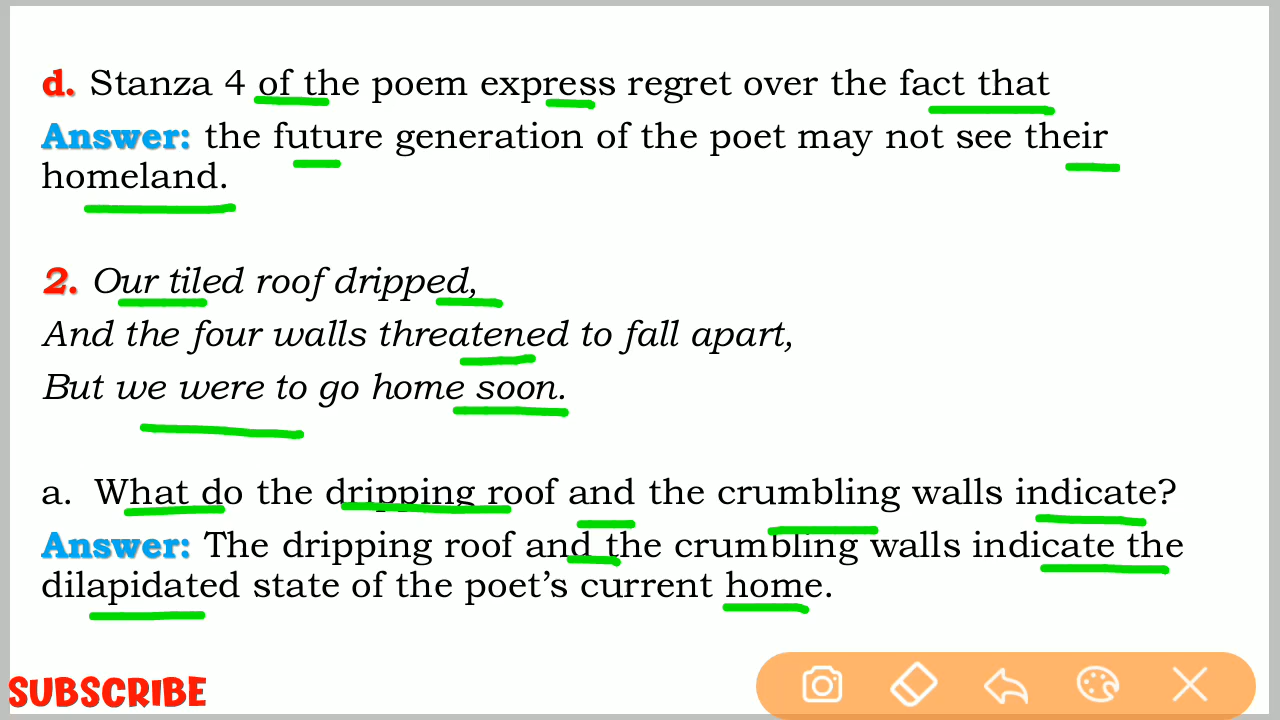 d. Stanza 4 of the poem express regret over the fact that
Answer: the future generation of the poet may not see their
homeland.
2. Our tiled roof dripped,
And the four walls threatened to fall apart,
But we were to go home soon.
a. What do the dripping roof and the crumbling walls indicate?
Answer: The dripping roof and the crumbling walls indicate the
dilapidated state of the poet’s current home.
SUBSCRIBE